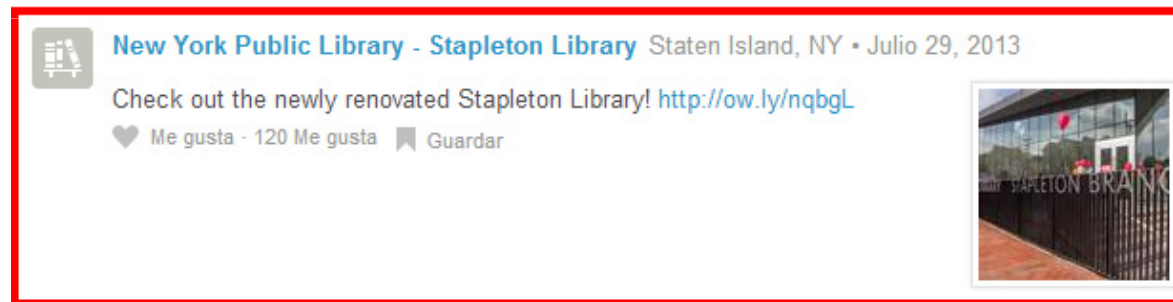 New York Public Library - Stapleton Library Staten Island, NY • Julio 29, 2013
Check out the newly renovated Stapleton Library! http://ow.ly/nqbgL
Me gusta · 120 Me gusta Guardar
STAPLETON BRANC